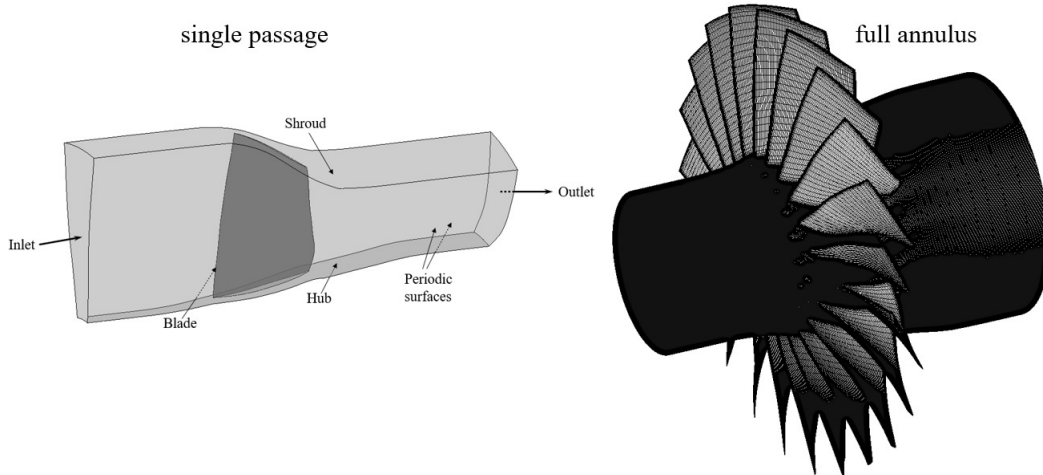 single passage
full annulus
Shroud
Outlet
Inlet
Periodic
surfaces
Hub
Blade